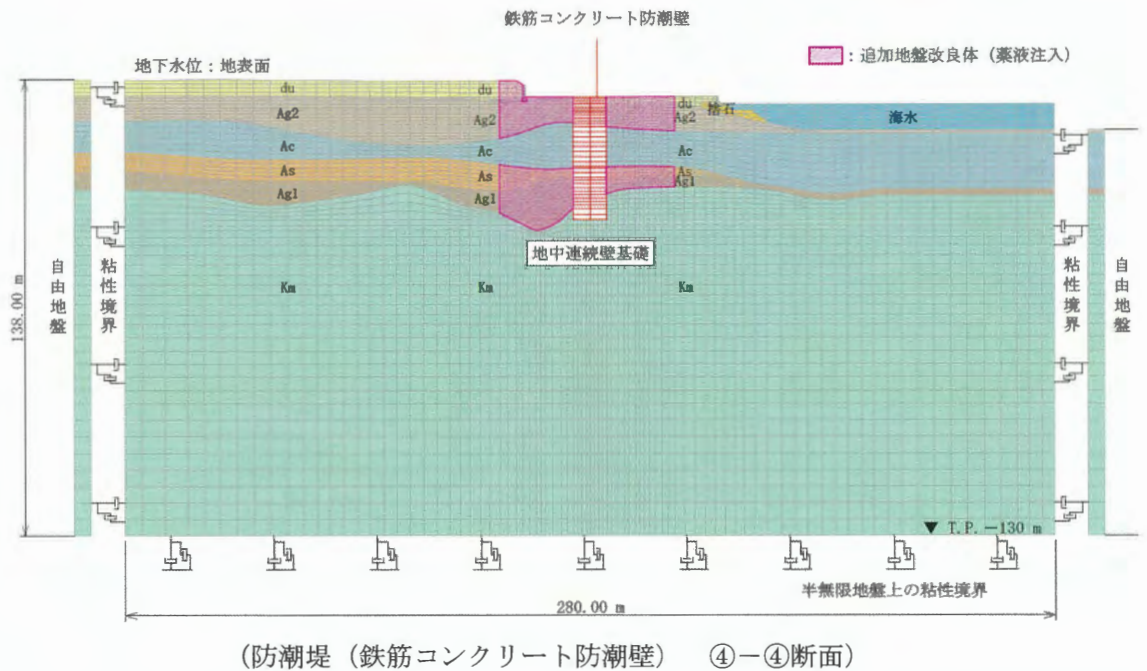 鉄筋コンクリート防潮壁
：追加地盤改良体（薬液注入）
地下水位：地表面
du du du 捨石
Ag2 Ag2 Ag2 海水
Ac Ac Ac
As As As
Ag1 Ag1 Ag1
地中連続壁基礎
Km Km Km
自由地盤
粘性境界
粘性境界
自由地盤
138.00 m
▼ T.P. －130 m
半無限地盤上の粘性境界
280.00 m
（防潮堤（鉄筋コンクリート防潮壁） ④－④断面）